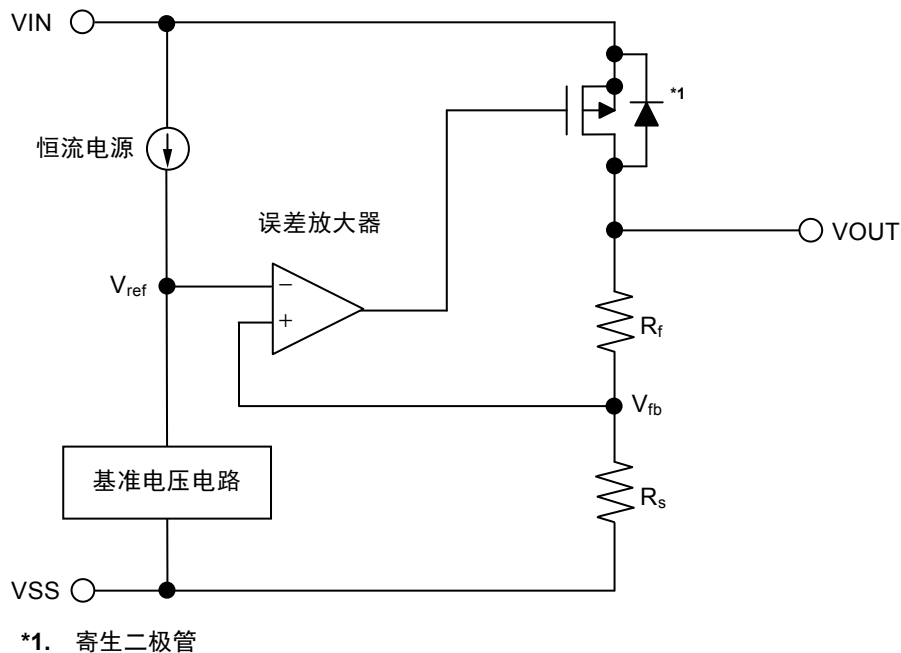 VIN
*1
恒流电源
误差放大器
VOUT
Vref
−
+
Rf
Vfb
基准电压电路
Rs
VSS
*1. 寄生二极管